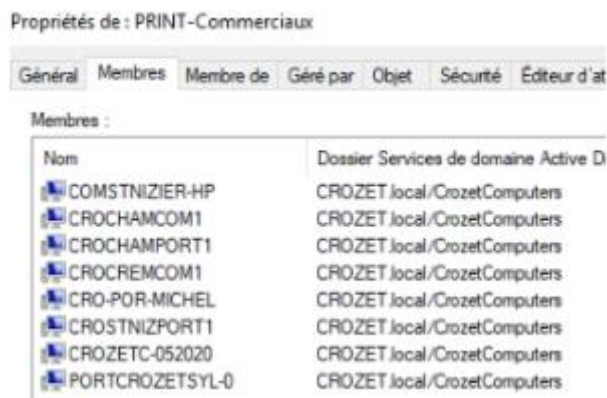 Propriétés de : PRINT-Commerciaux
Général Membres Membre de Géré par Objet Sécurité Éditeur d'at
Membres :
Nom Dossier Services de domaine Active D
COMSTNIZIER-HP CROZET.local/CrozetComputers
CROCHAMCOM1 CROZET.local/CrozetComputers
CROCHAMPORT1 CROZET.local/CrozetComputers
CROCREMCOM1 CROZET.local/CrozetComputers
CRO-POR-MICHEL CROZET.local/CrozetComputers
CROSTNIZPORT1 CROZET.local/CrozetComputers
CROZETC-052020 CROZET.local/CrozetComputers
PORTCROZETSYL-0 CROZET.local/CrozetComputers